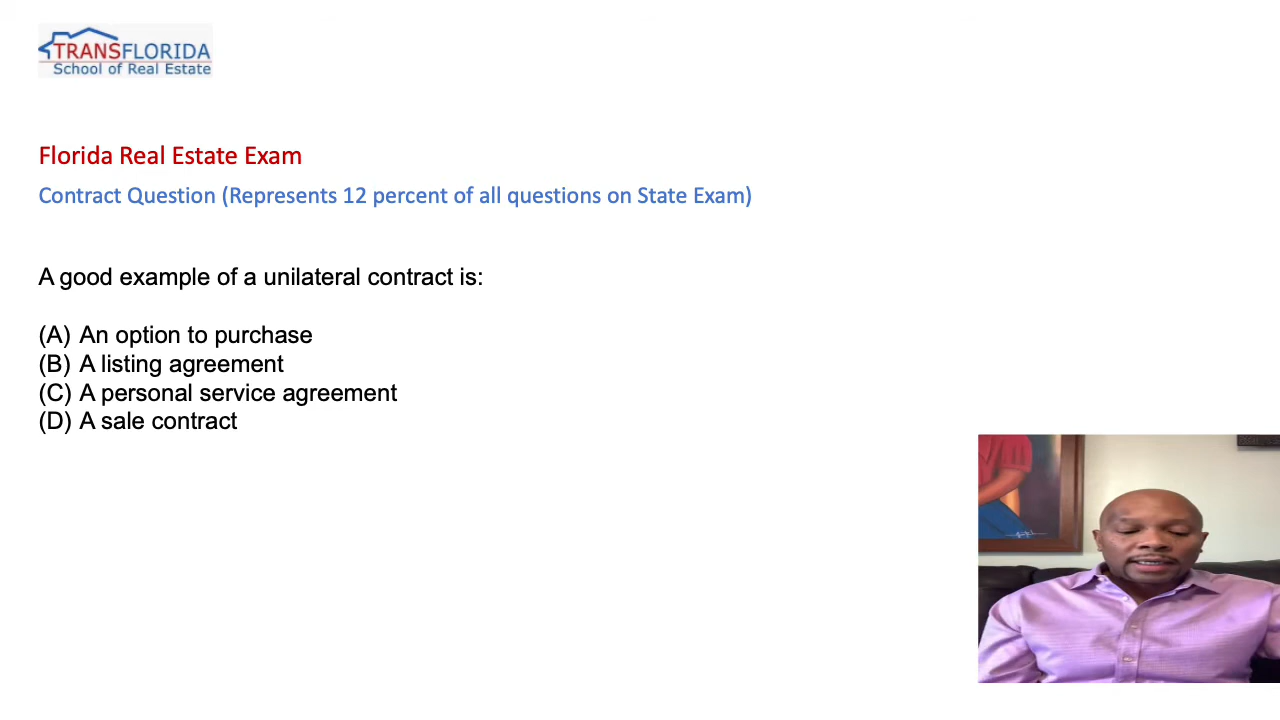 TRANSFLORIDA
School of Real Estate
Florida Real Estate Exam
Contract Question (Represents 12 percent of all questions on State Exam)
A good example of a unilateral contract is:
(A) An option to purchase
(B) A listing agreement
(C) A personal service agreement
(D) A sale contract